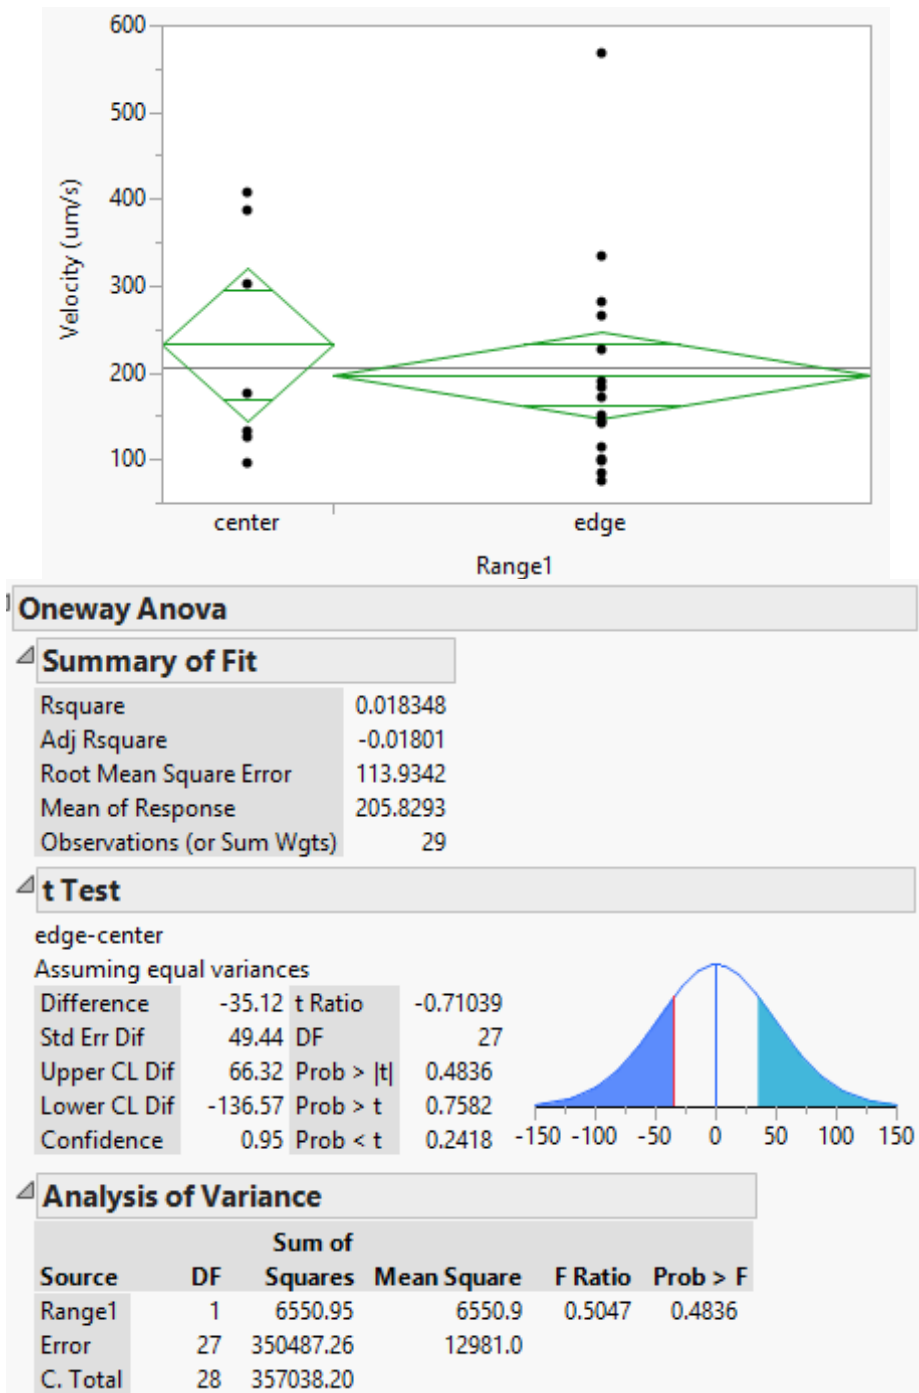 600
500
400
300
200
100
Velocity (um/s)
center edge
Range1
Oneway Anova
Summary of Fit
Rsquare 0.018348
Adj Rsquare -0.01801
Root Mean Square Error 113.9342
Mean of Response 205.8293
Observations (or Sum Wgts) 29
t Test
edge-center
Assuming equal variances
Difference -35.12 t Ratio -0.71039
Std Err Dif 49.44 DF 27
Upper CL Dif 66.32 Prob > |t| 0.4836
Lower CL Dif -136.57 Prob > t 0.7582
Confidence 0.95 Prob < t 0.2418
-150 -100 -50 0 50 100 150
Analysis of Variance
Sum of
Source DF Squares Mean Square F Ratio Prob > F
Range1 1 6550.95 6550.9 0.5047 0.4836
Error 27 350487.26 12981.0
C. Total 28 357038.20